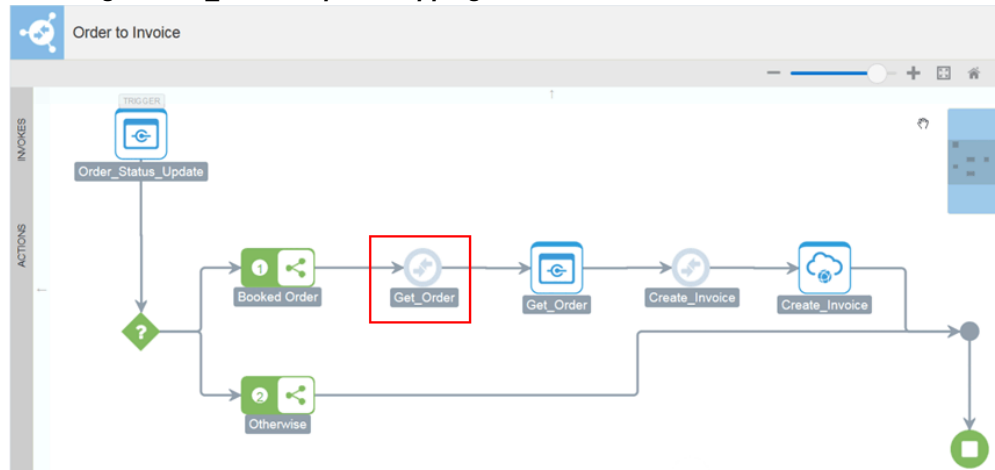 Order to Invoice
TRIGGER
INVOKES
Order_Status_Update
ACTIONS
1
Booked Order
Get_Order
Get_Order
Create_Invoice
Create_Invoice
?
2
Otherwise